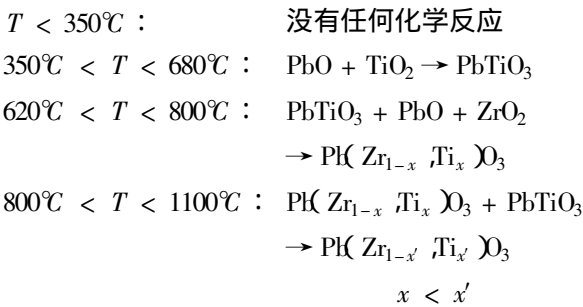 T < 350℃ : 没有任何化学反应
350℃ < T < 680℃ : PbO + TiO₂ → PbTiO₃
620℃ < T < 800℃ : PbTiO₃ + PbO + ZrO₂
→ Pb( Zr₁₋ₓ ,Tiₓ )O₃
800℃ < T < 1100℃ : Pb( Zr₁₋ₓ ,Tiₓ )O₃ + PbTiO₃
→ Pb( Zr₁₋ₓ′ ,Tiₓ′ )O₃
x < x′